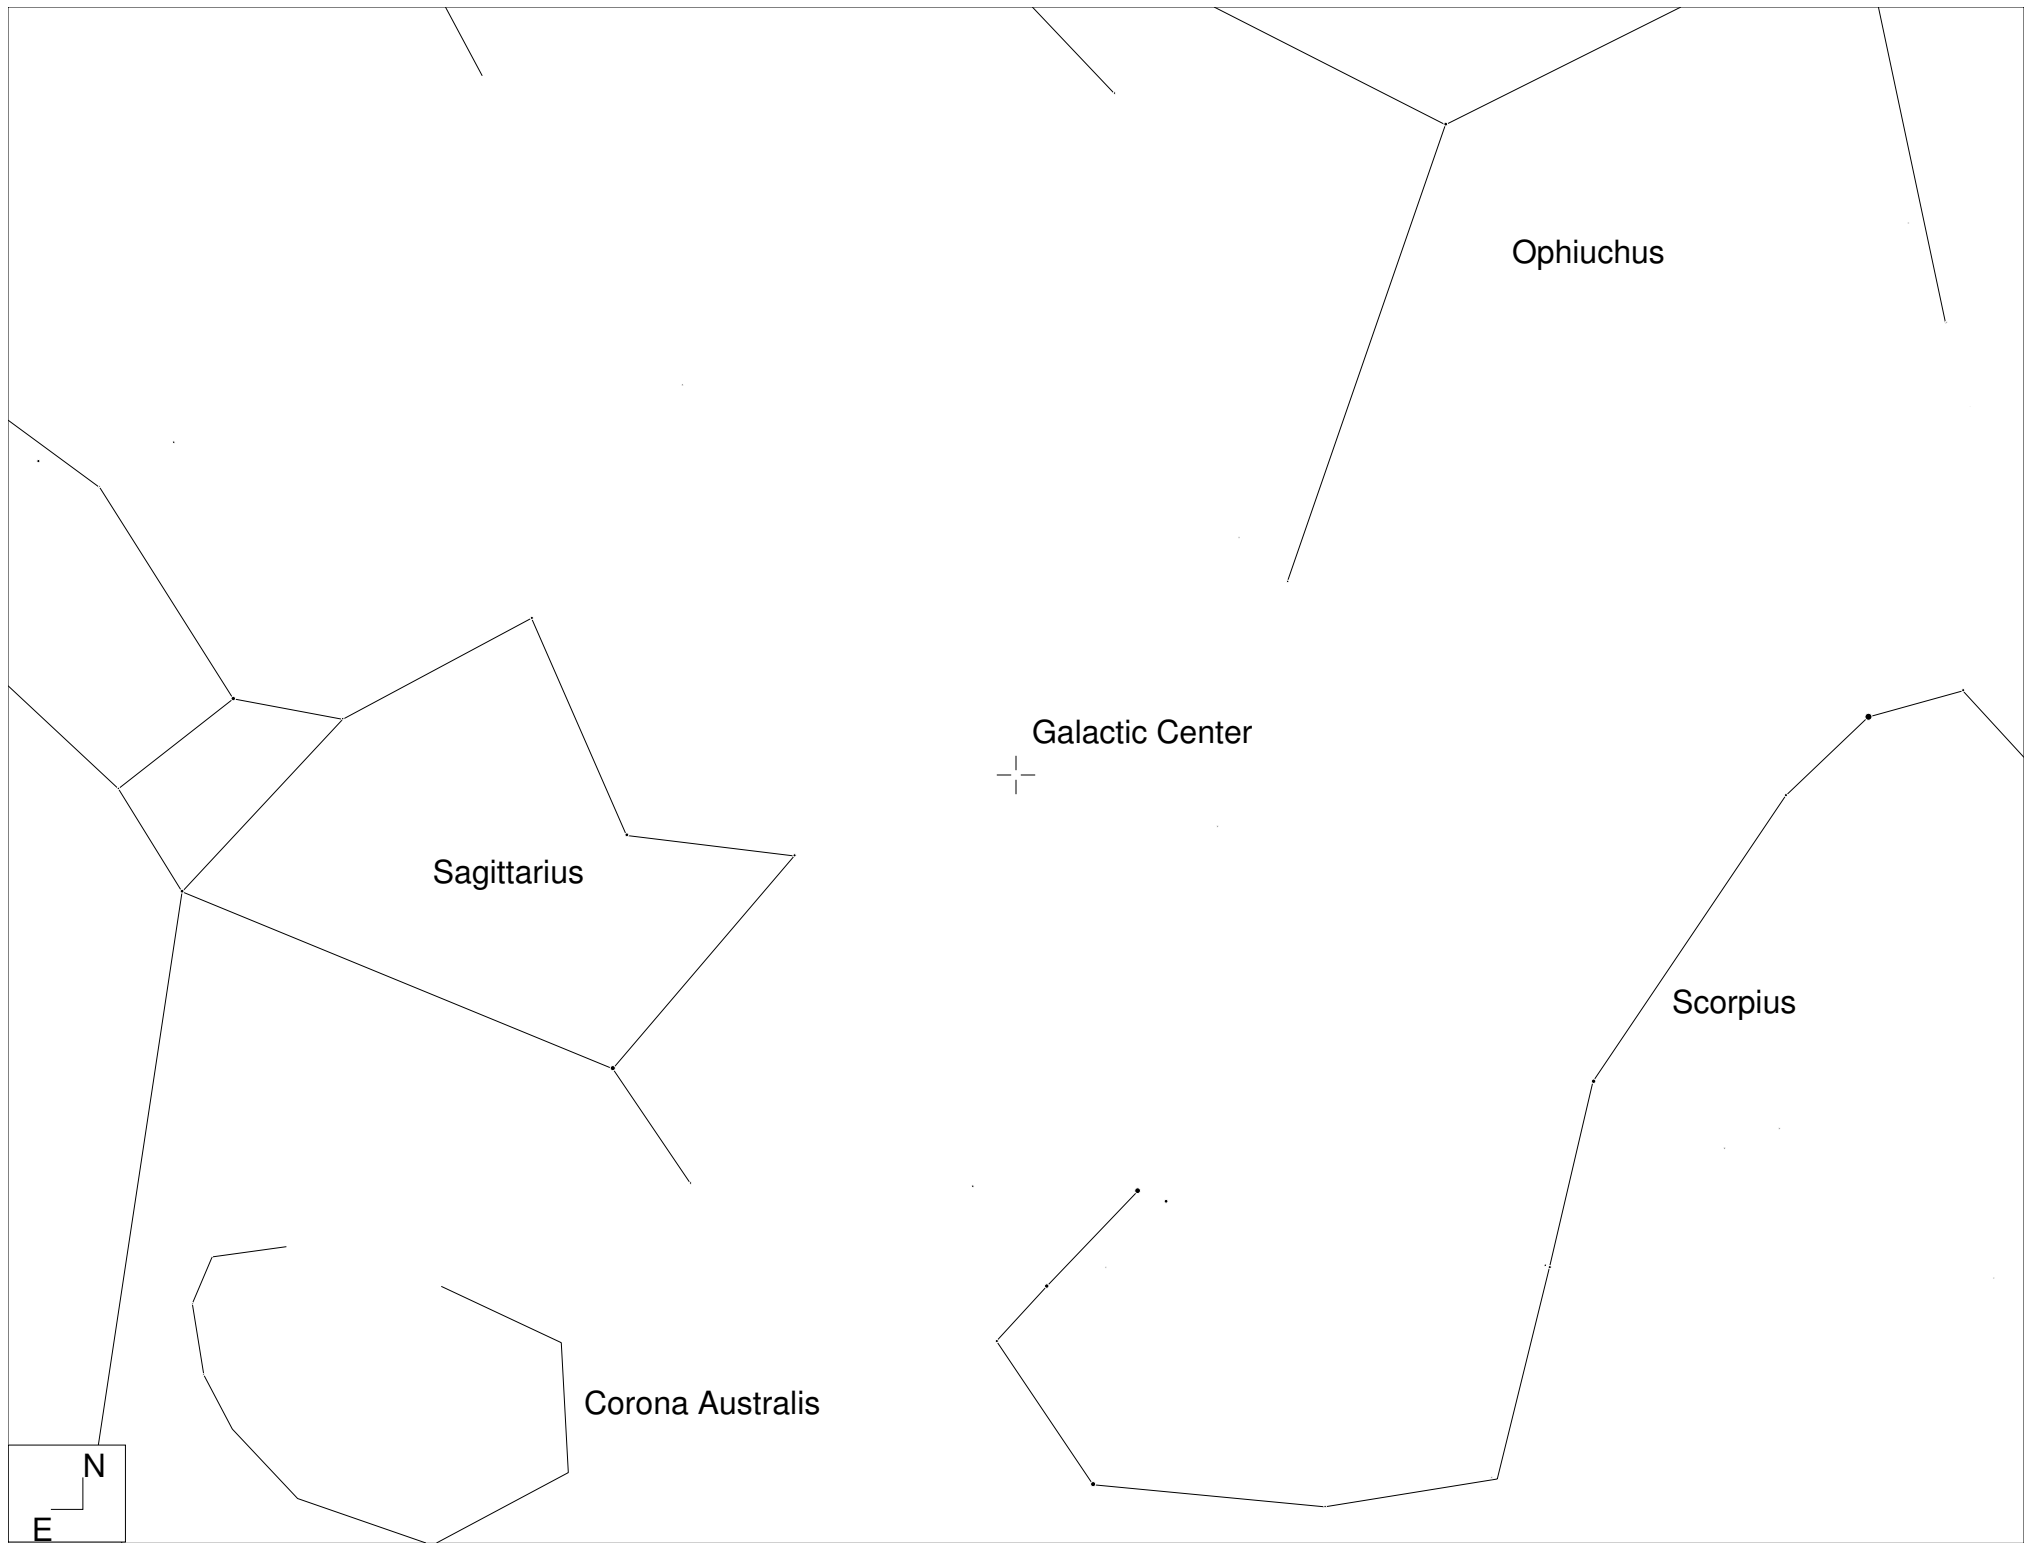 Ophiuchus
Galactic Center
Sagittarius
Scorpius
Corona Australis
N
E